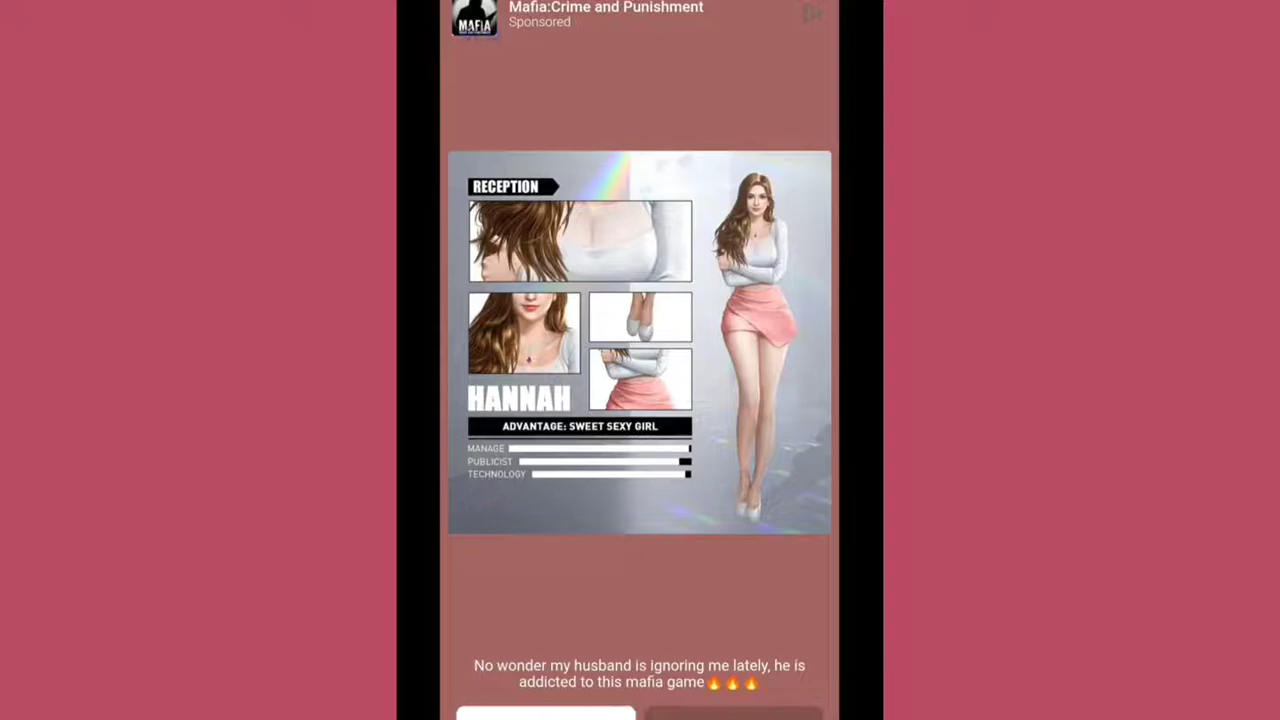 Mafia:Crime and Punishment
Sponsored
MAFIA
RECEPTION
HANNAH
ADVANTAGE: SWEET SEXY GIRL
MANAGE
PUBLICIST
TECHNOLOGY
No wonder my husband is ignoring me lately, he is
addicted to this mafia game🔥🔥🔥